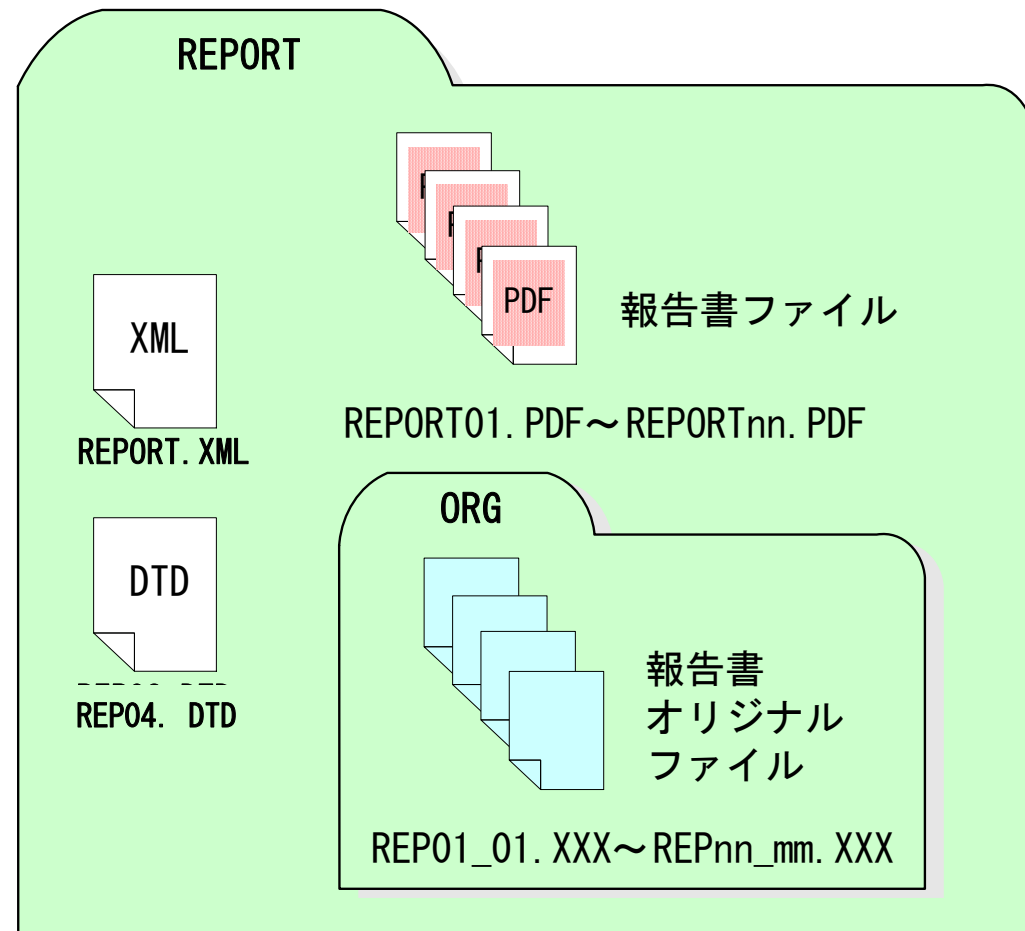 REPORT
PDF
報告書ファイル
XML
REPORT.XML
REPORT01.PDF～REPORTnn.PDF
ORG
DTD
REP04. DTD
報告書
オリジナル
ファイル
REP01_01.XXX～REPnn_mm.XXX